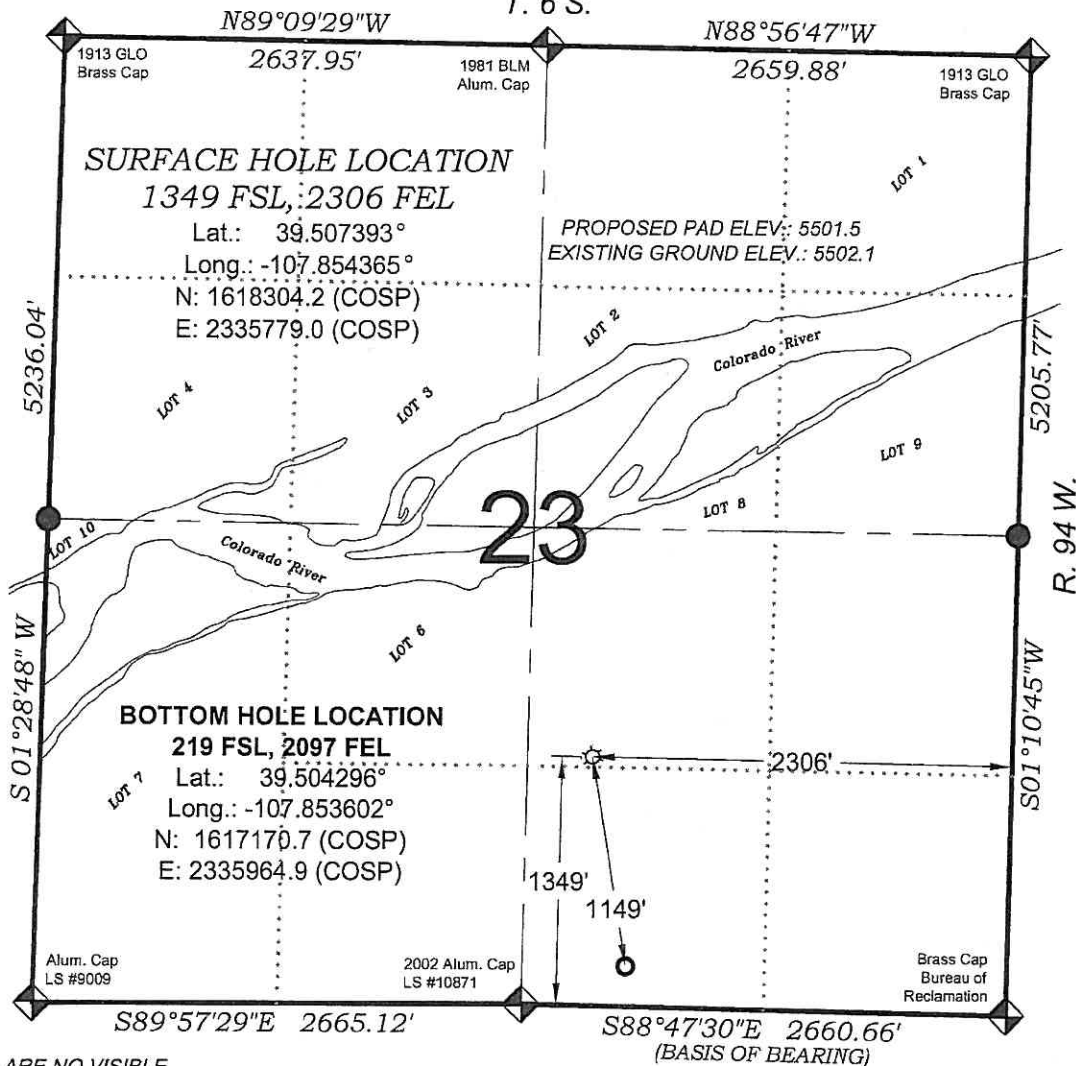 T. 6 S.
N89°09'29"W
N88°56'47"W
1913 GLO
Brass Cap
2637.95'
1981 BLM
Alum. Cap
2659.88'
1913 GLO
Brass Cap
LOT 1
SURFACE HOLE LOCATION
1349 FSL, 2306 FEL
Lat.: 39.507393°
Long.: -107.854365°
N: 1618304.2 (COSP)
E: 2335779.0 (COSP)
PROPOSED PAD ELEV.: 5501.5
EXISTING GROUND ELEV.: 5502.1
5236.04'
LOT 2
Colorado River
5205.77'
LOT 4
LOT 3
LOT 9
LOT 8
23
LOT 10
Colorado River
R. 94 W.
LOT 6
S 01°28'48" W
S01°10'45"W
BOTTOM HOLE LOCATION
219 FSL, 2097 FEL
Lat.: 39.504296°
Long.: -107.853602°
N: 1617170.7 (COSP)
E: 2335964.9 (COSP)
LOT 7
2306'
1349'
1149'
Alum. Cap
LS #9009
2002 Alum. Cap
LS #10871
Brass Cap
Bureau of
Reclamation
S89°57'29"E 2665.12'
S88°47'30"E 2660.66'
(BASIS OF BEARING)
ARE NO VISIBLE